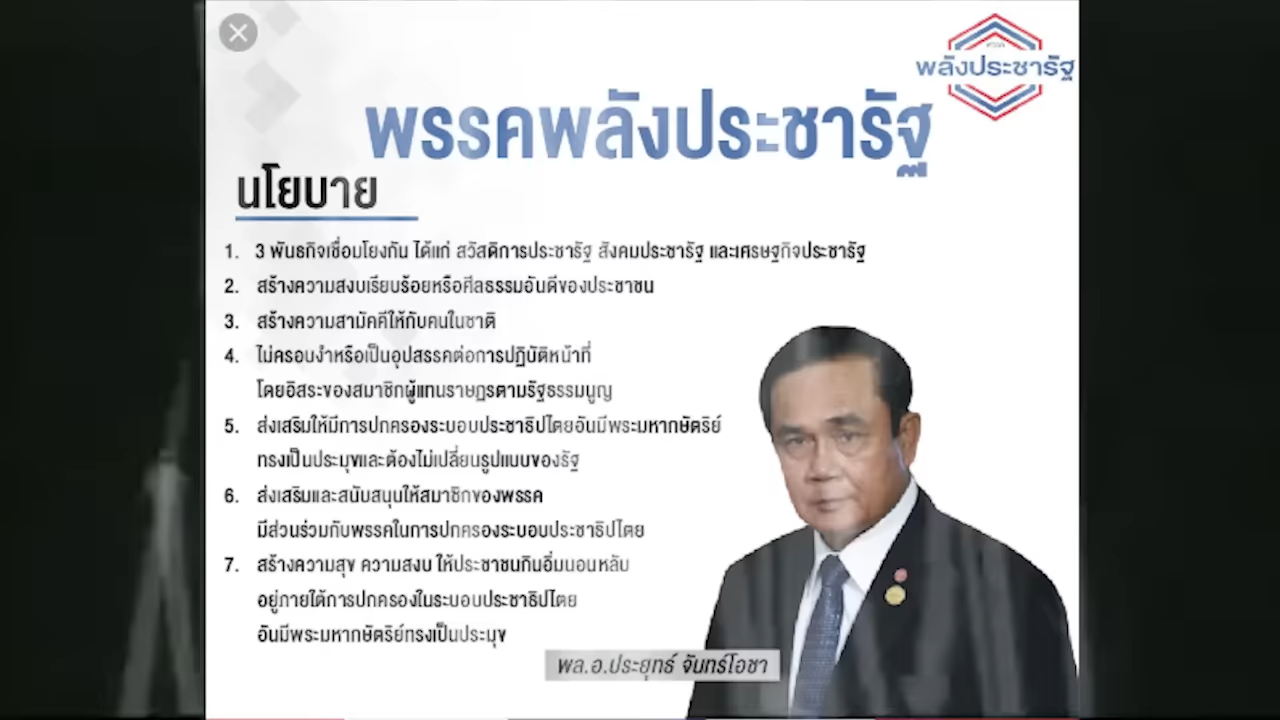 พรรค
พลังประชารัฐ
พรรคพลังประชารัฐ
นโยบาย
1. 3 พันธกิจเชื่อมโยงกัน ได้แก่ สวัสดิการประชารัฐ สังคมประชารัฐ และเศรษฐกิจประชารัฐ
2. สร้างความสงบเรียบร้อยหรือศีลธรรมอันดีของประชาชน
3. สร้างความสามัคคีให้กับคนในชาติ
4. ไม่ครอบงำหรือเป็นอุปสรรคต่อการปฏิบัติหน้าที่
โดยอิสระของสมาชิกผู้แทนราษฎรตามรัฐธรรมนูญ
5. ส่งเสริมให้มีการปกครองระบอบประชาธิปไตยอันมีพระมหากษัตริย์
ทรงเป็นประมุขและต้องไม่เปลี่ยนรูปแบบของรัฐ
6. ส่งเสริมและสนับสนุนให้สมาชิกของพรรค
มีส่วนร่วมกับพรรคในการปกครองระบอบประชาธิปไตย
7. สร้างความสุข ความสงบ ให้ประชาชนกินอิ่มนอนหลับ
อยู่ภายใต้การปกครองในระบอบประชาธิปไตย
อันมีพระมหากษัตริย์ทรงเป็นประมุข
พล.อ.ประยุทธ์ จันทร์โอชา